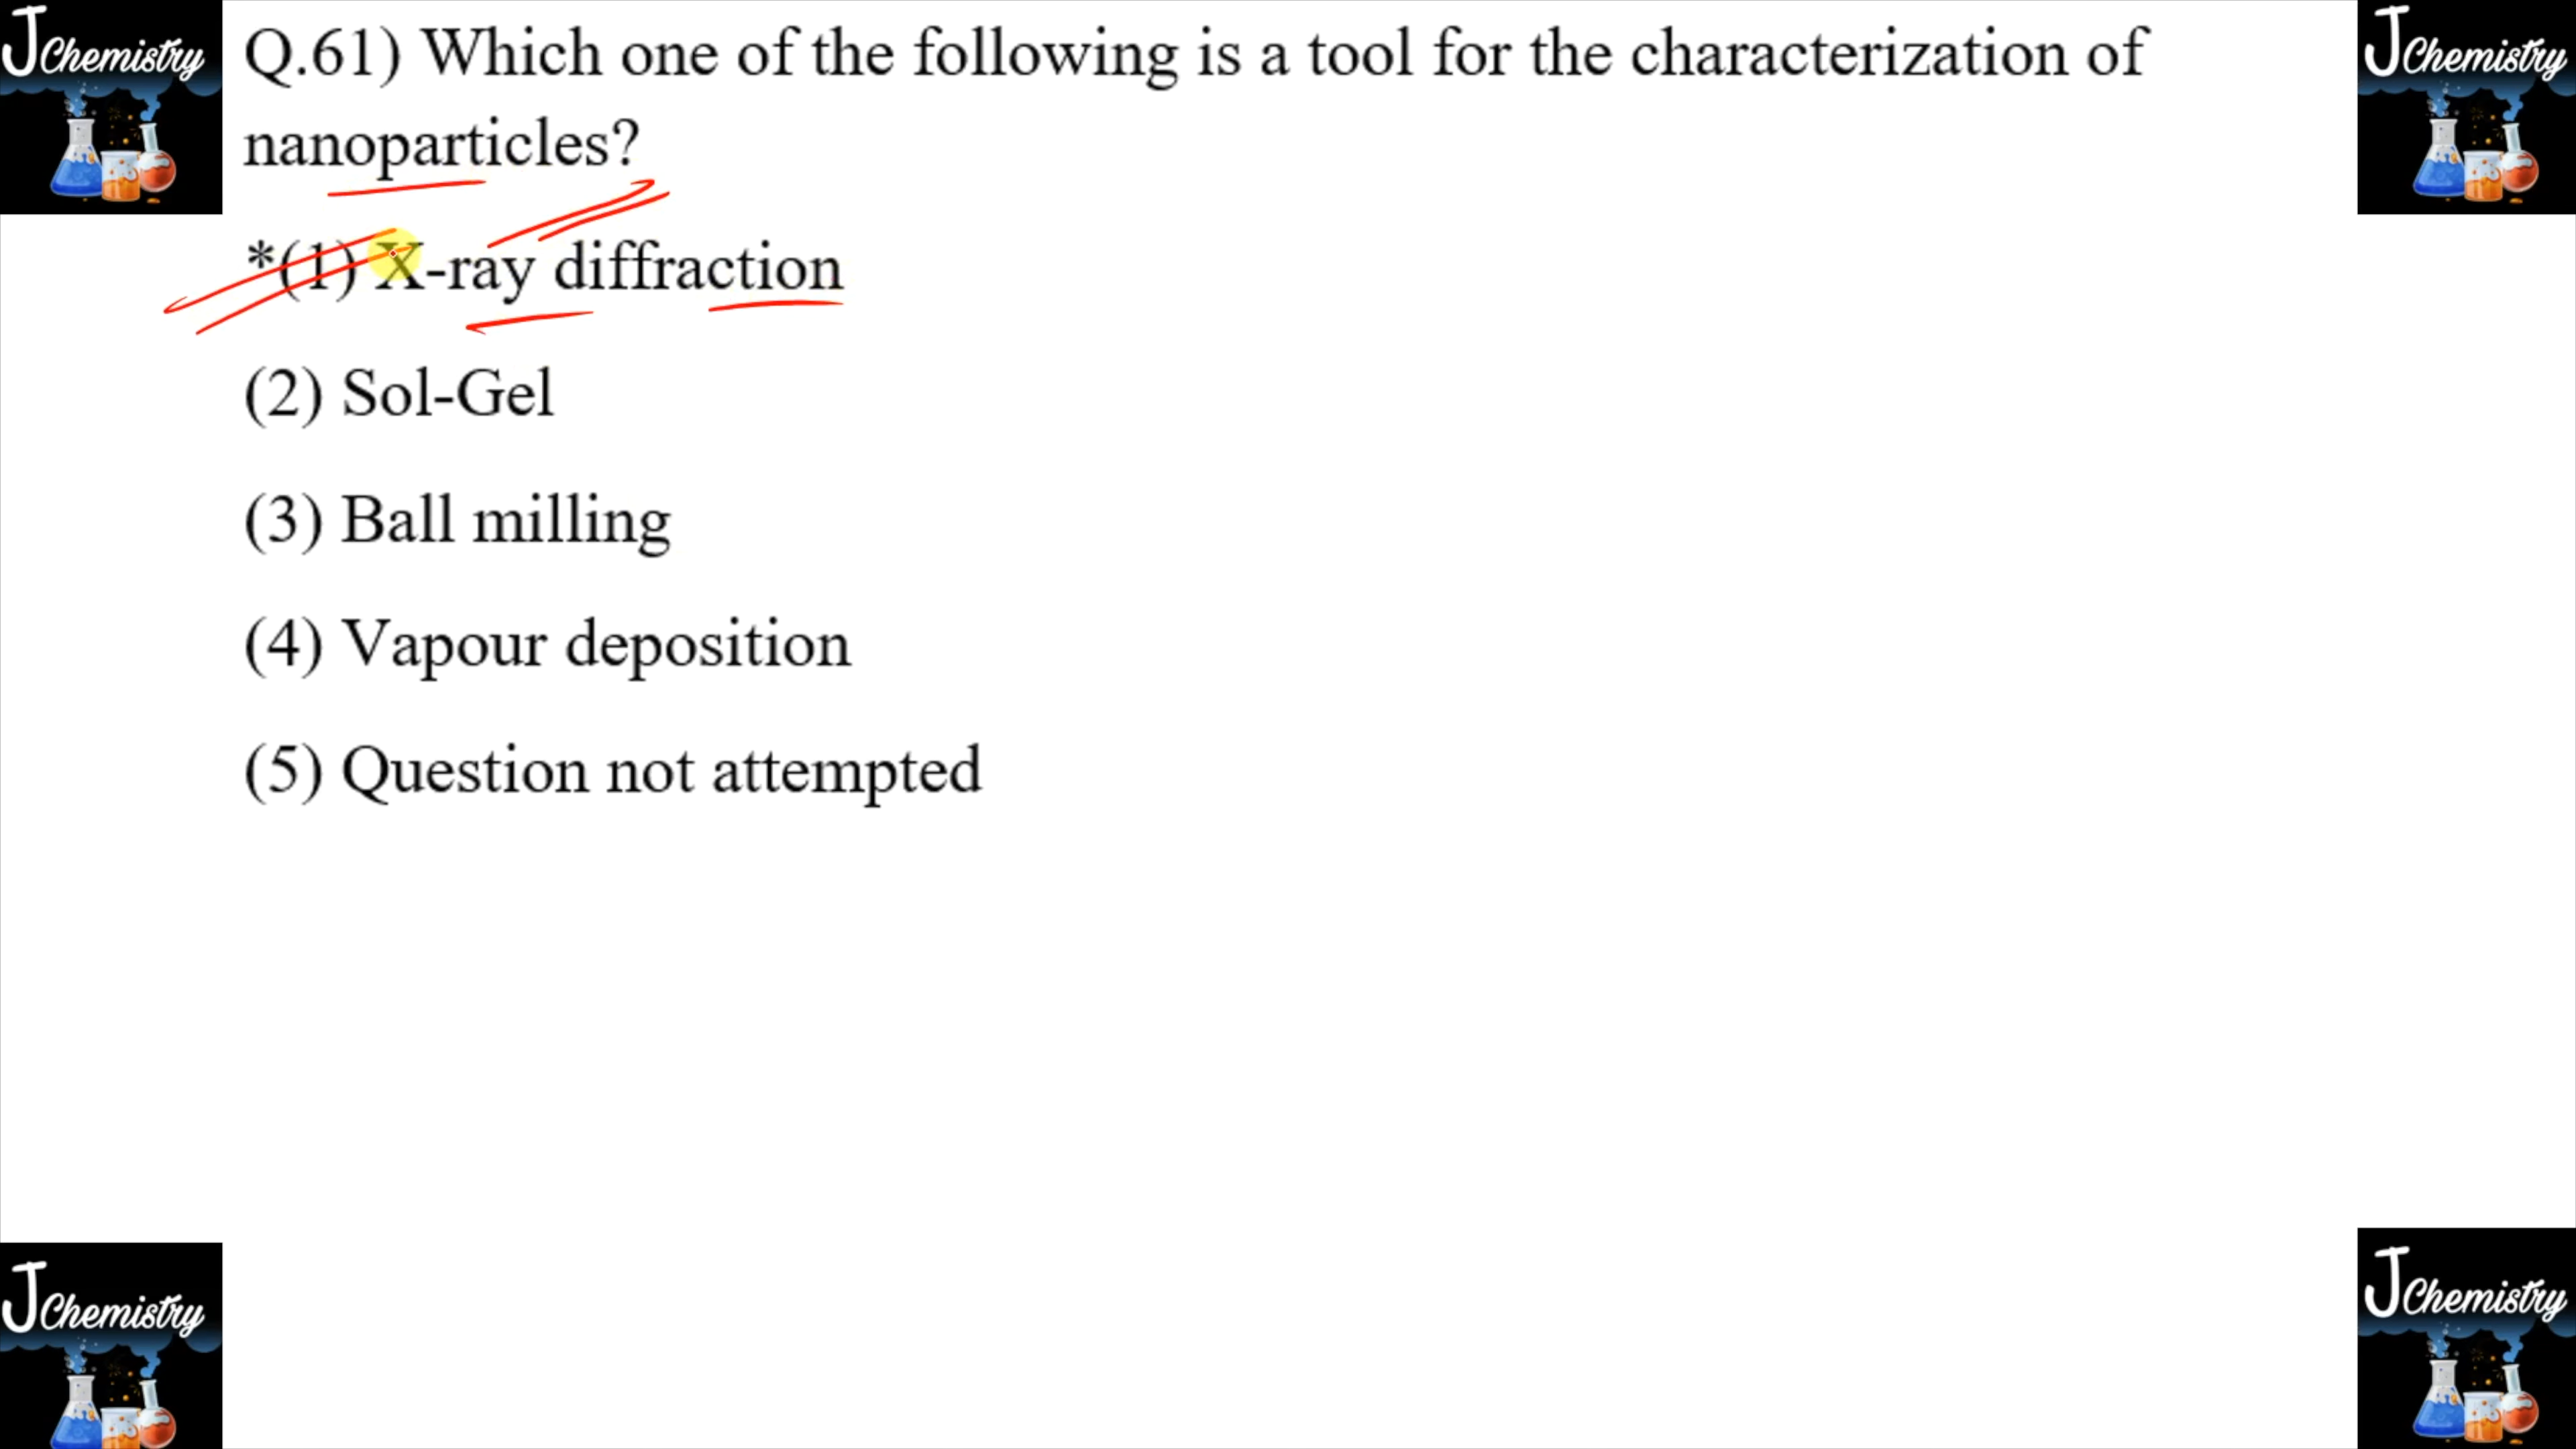 JChemistry
JChemistry
Q.61) Which one of the following is a tool for the characterization of
nanoparticles?
*(1) X-ray diffraction
(2) Sol-Gel
(3) Ball milling
(4) Vapour deposition
(5) Question not attempted
JChemistry
JChemistry